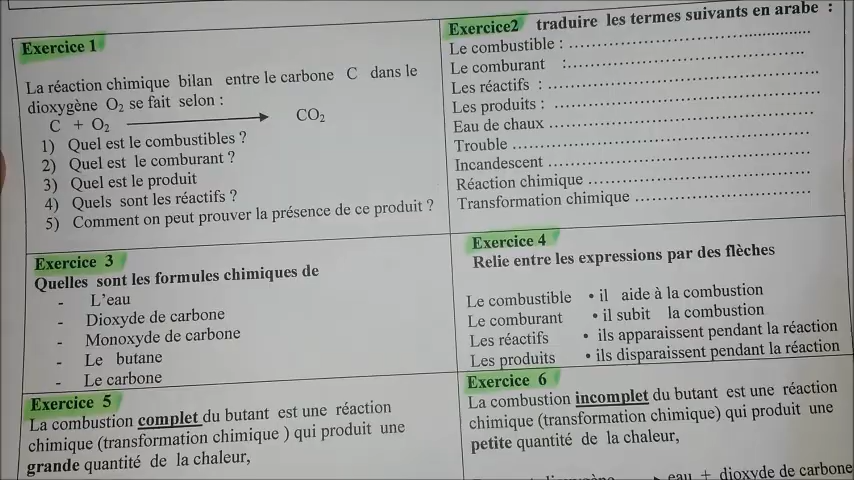 Exercice 1
La réaction chimique bilan entre le carbone C dans le
dioxygène O₂ se fait selon :
C + O₂ → CO₂
1) Quel est le combustibles ?
2) Quel est le comburant ?
3) Quel est le produit
4) Quels sont les réactifs ?
5) Comment on peut prouver la présence de ce produit ?
Exercice2 traduire les termes suivants en arabe :
Le combustible : ..............................
Le comburant : ..............................
Les réactifs : ..............................
Les produits : ..............................
Eau de chaux ..............................
Trouble ..............................
Incandescent ..............................
Réaction chimique ..............................
Transformation chimique ..............................
Exercice 3
Quelles sont les formules chimiques de
- L'eau
- Dioxyde de carbone
- Monoxyde de carbone
- Le butane
- Le carbone
Exercice 4
Relie entre les expressions par des flèches
Le combustible • il aide à la combustion
Le comburant • il subit la combustion
Les réactifs • ils apparaissent pendant la réaction
Les produits • ils disparaissent pendant la réaction
Exercice 5
La combustion complet du butant est une réaction
chimique (transformation chimique ) qui produit une
grande quantité de la chaleur,
Exercice 6
La combustion incomplet du butant est une réaction
chimique (transformation chimique) qui produit une
petite quantité de la chaleur,
→ eau + dioxyde de carbone